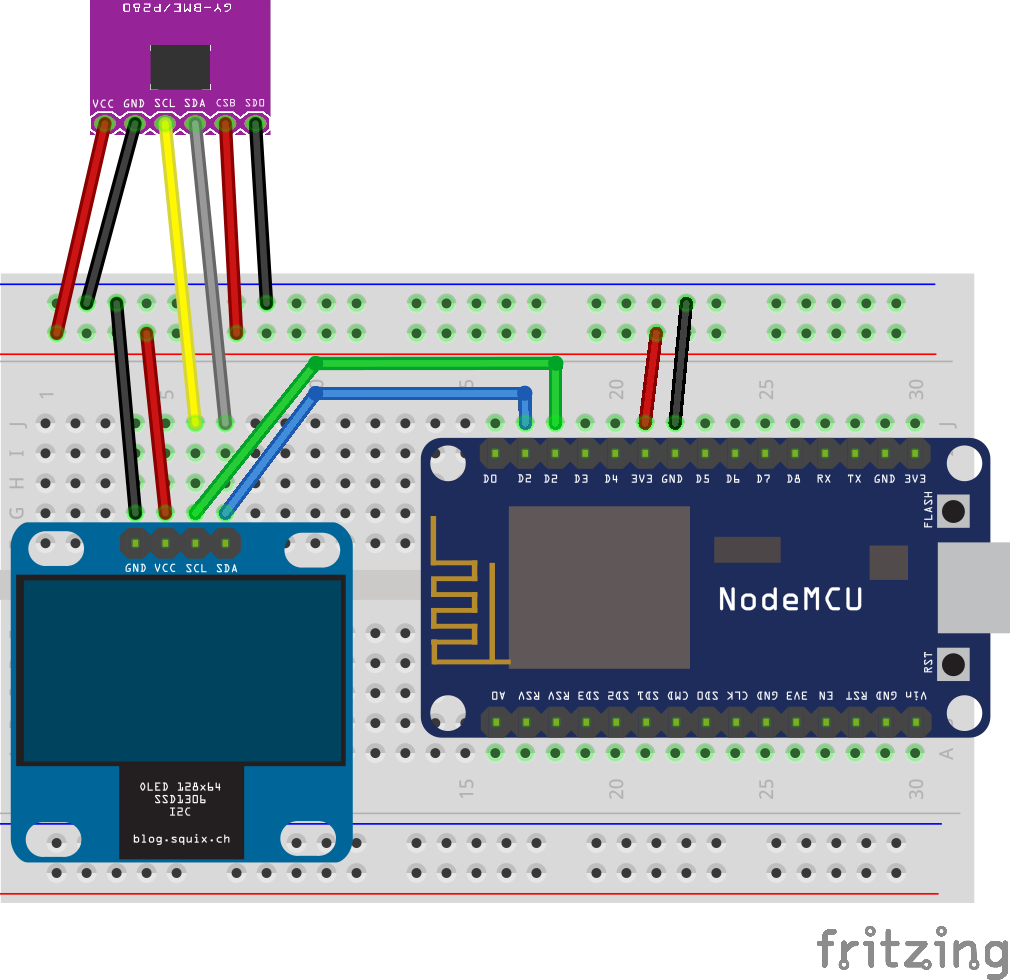 GY-BME/P280
VCC GND SCL SDA CSB SDO
1 5 0 5 20 25 30
J J
I
H
G
D0 D2 D2 D3 D4 3V3 GND D5 D6 D7 D8 RX TX GND 3V3
FLASH
GND VCC SCL SDA
NodeMCU
RST
A0 RSV RSV SD3 SD2 SD1 CMD SD0 CLK GND 3V3 EN RST GND Vin
A
15 20 25 30
OLED 128x64
SSD1306
I2C
blog.squix.ch
fritzing